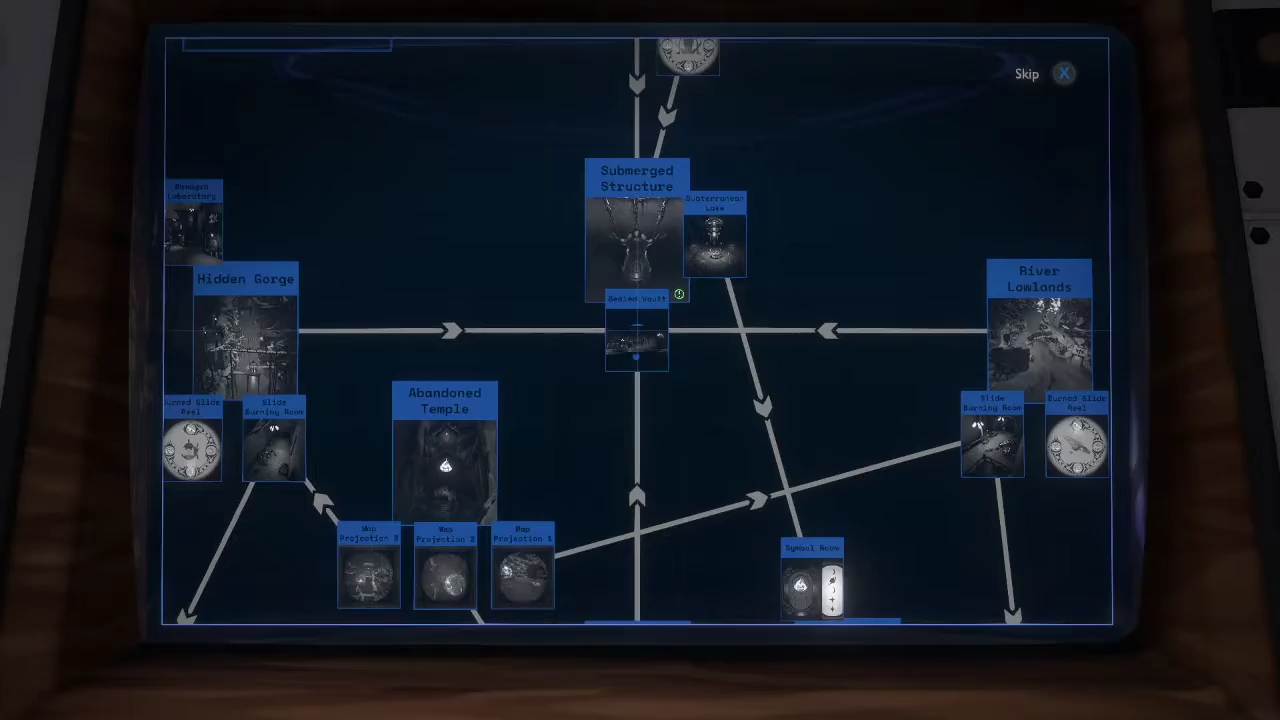 Skip X
Submerged
Structure
Subterranean
Lake
Damaged
Laboratory
Hidden Gorge
River
Lowlands
Sealed Vault
Abandoned
Temple
Burned Slide
Reel
Slide
Burning Room
Slide
Burning Room
Burned Slide
Reel
Map
Projection 3
Map
Projection 2
Map
Projection 1
Symbol Room